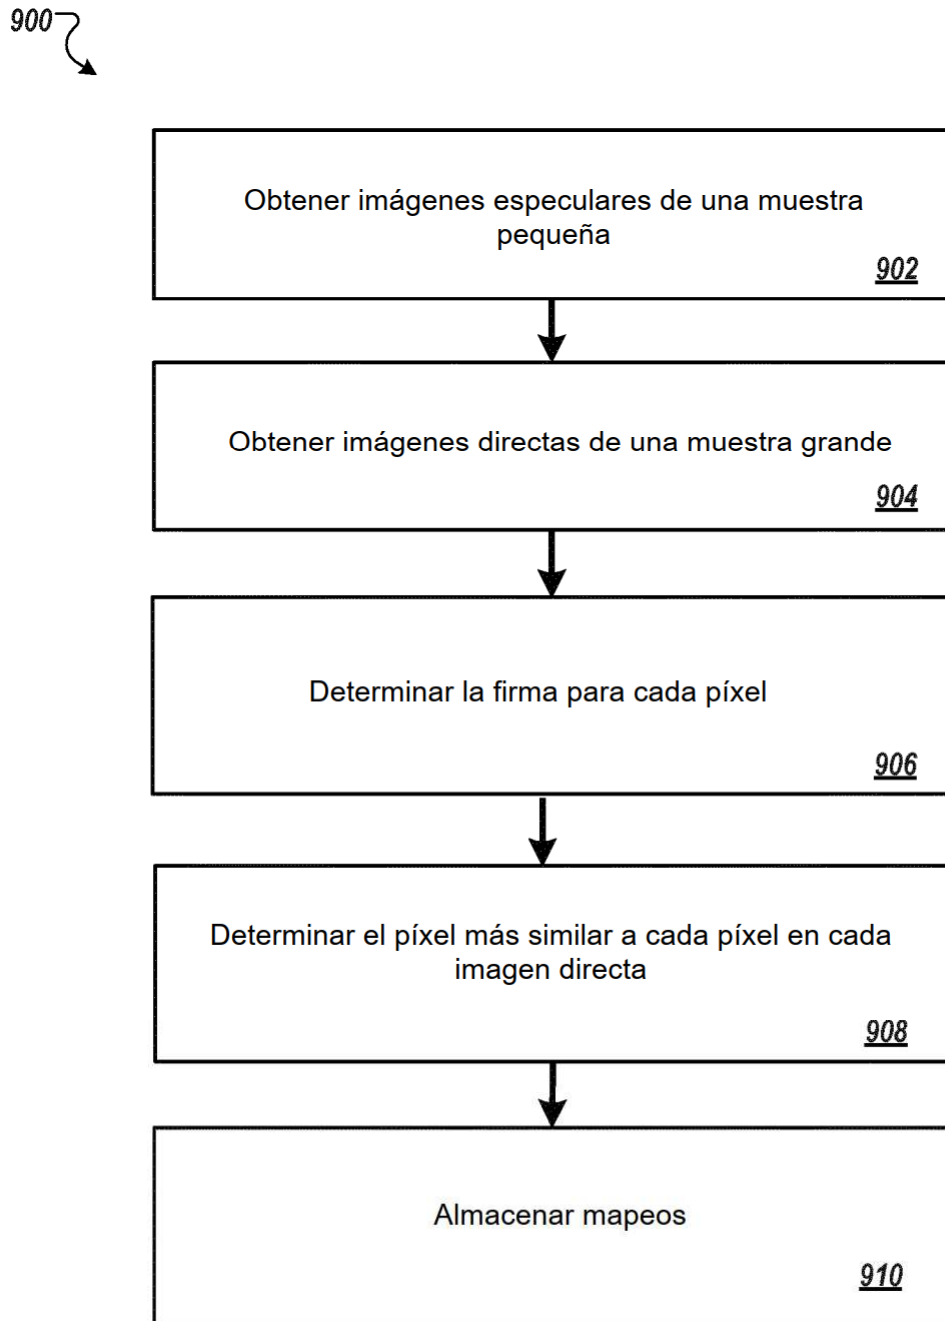 900
Obtener imágenes especulares de una muestra
pequeña
902
Obtener imágenes directas de una muestra grande
904
Determinar la firma para cada píxel
906
Determinar el píxel más similar a cada píxel en cada
imagen directa
908
Almacenar mapeos
910